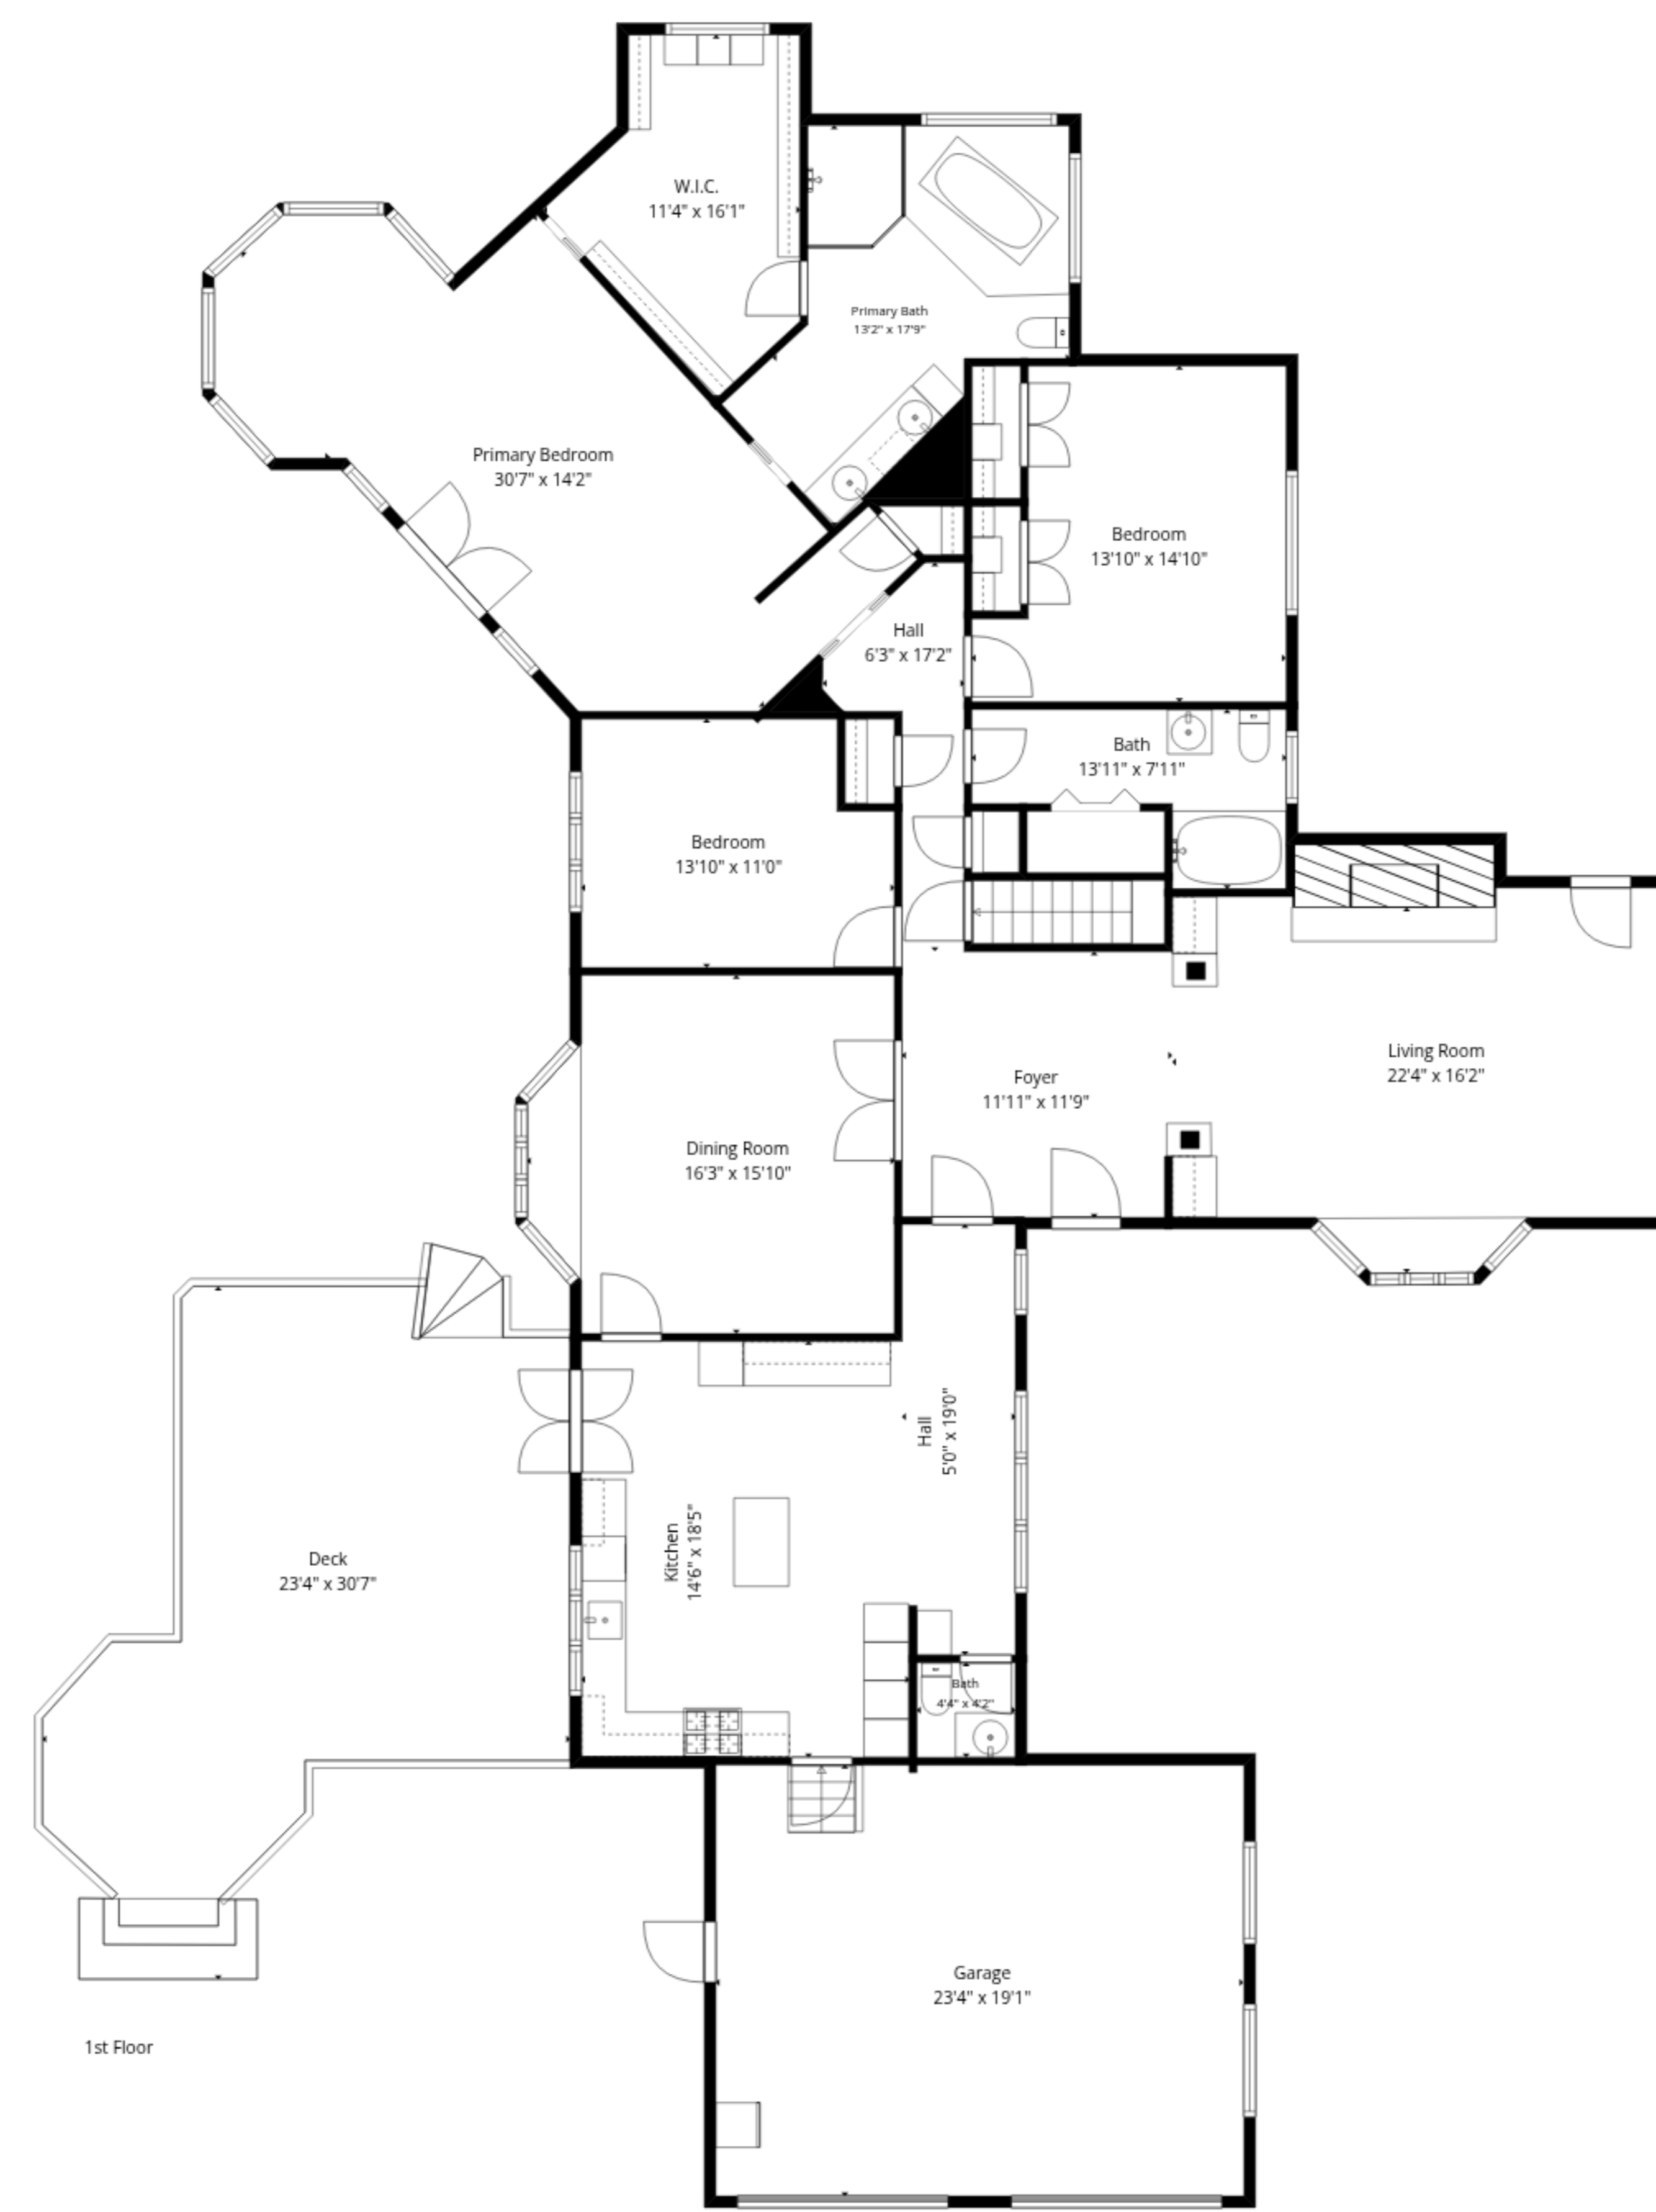 W.I.C.
11'4" x 16'1"
Primary Bath
13'2" x 17'9"
Primary Bedroom
30'7" x 14'2"
Bedroom
13'10" x 14'10"
Hall
6'3" x 17'2"
Bath
13'11" x 7'11"
Bedroom
13'10" x 11'0"
Living Room
22'4" x 16'2"
Foyer
11'11" x 11'9"
Dining Room
16'3" x 15'10"
Hall
5'0" x 19'0"
Kitchen
14'6" x 18'5"
Deck
23'4" x 30'7"
Bath
4'4" x 4'2"
Garage
23'4" x 19'1"
1st Floor